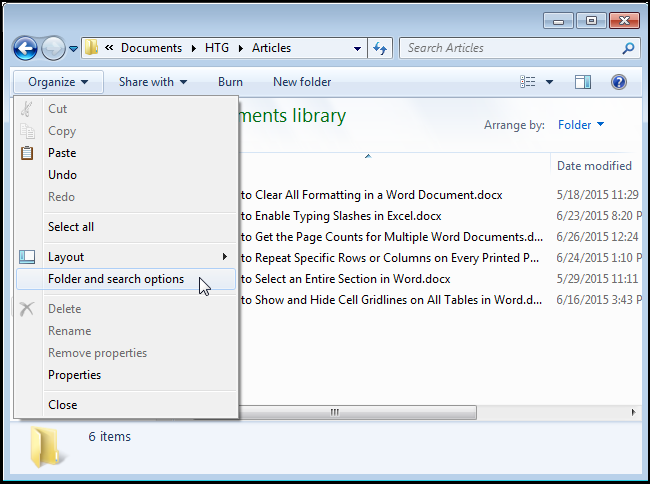 « Documents ▸ HTG ▸ Articles
Search Articles
Organize Share with Burn New folder
ments library
Arrange by: Folder
Date modified
to Clear All Formatting in a Word Document.docx 5/18/2015 11:29
to Enable Typing Slashes in Excel.docx 6/23/2015 8:20 P
to Get the Page Counts for Multiple Word Documents.d... 6/26/2015 12:24
to Repeat Specific Rows or Columns on Every Printed P... 6/24/2015 1:10 P
to Select an Entire Section in Word.docx 5/29/2015 11:11
to Show and Hide Cell Gridlines on All Tables in Word.d... 6/16/2015 3:43 P
Cut
Copy
Paste
Undo
Redo
Select all
Layout
Folder and search options
Delete
Rename
Remove properties
Properties
Close
6 items